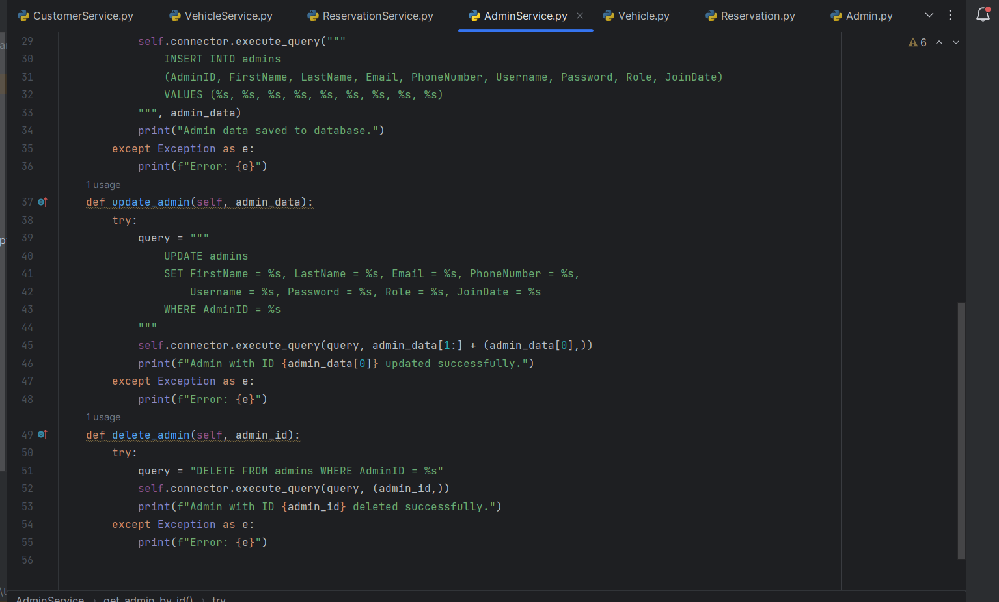 CustomerService.py VehicleService.py ReservationService.py AdminService.py Vehicle.py Reservation.py Admin.py
29 self.connector.execute_query("""
6
30 INSERT INTO admins
31 (AdminID, FirstName, LastName, Email, PhoneNumber, Username, Password, Role, JoinDate)
32 VALUES (%s, %s, %s, %s, %s, %s, %s, %s, %s)
33 """, admin_data)
34 print("Admin data saved to database.")
35 except Exception as e:
36 print(f"Error: {e}")
1 usage
37 def update_admin(self, admin_data):
38 try:
39 query = """
40 UPDATE admins
41 SET FirstName = %s, LastName = %s, Email = %s, PhoneNumber = %s,
42 Username = %s, Password = %s, Role = %s, JoinDate = %s
43 WHERE AdminID = %s
44 """
45 self.connector.execute_query(query, admin_data[1:] + (admin_data[0],))
46 print(f"Admin with ID {admin_data[0]} updated successfully.")
47 except Exception as e:
48 print(f"Error: {e}")
1 usage
49 def delete_admin(self, admin_id):
50 try:
51 query = "DELETE FROM admins WHERE AdminID = %s"
52 self.connector.execute_query(query, (admin_id,))
53 print(f"Admin with ID {admin_id} deleted successfully.")
54 except Exception as e:
55 print(f"Error: {e}")
56
AdminService › get_admin_by_id() › try